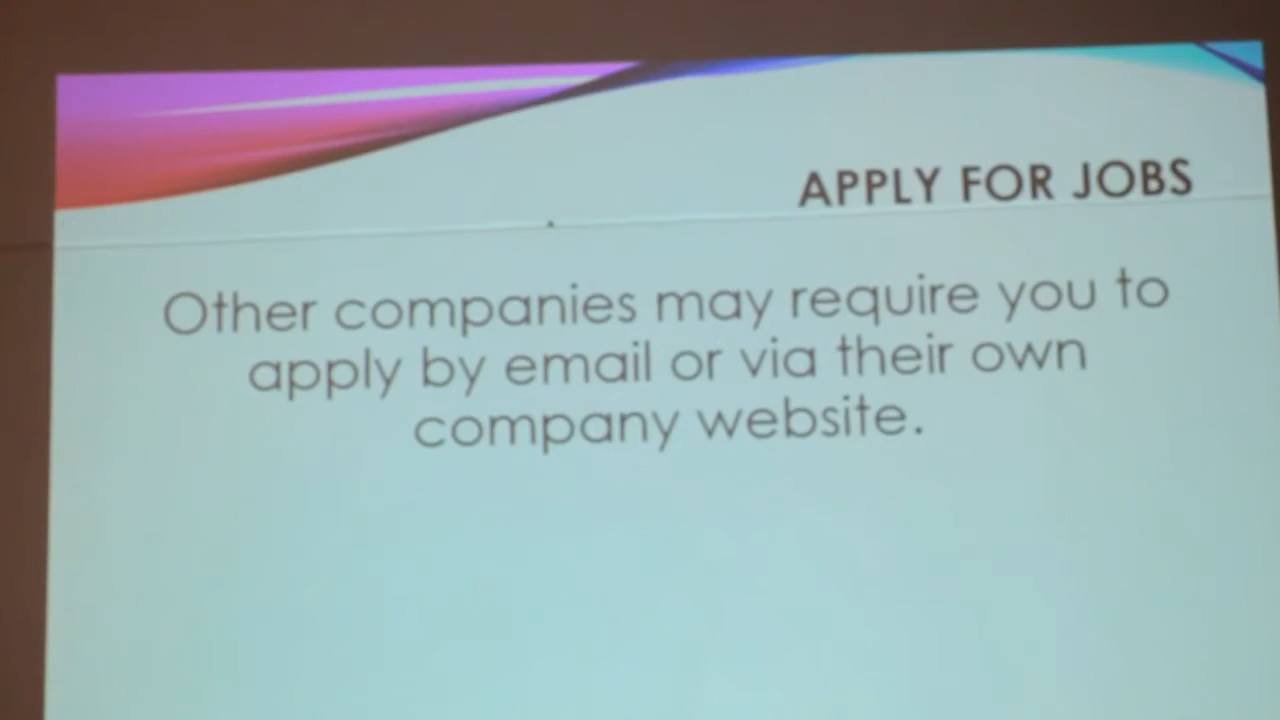 APPLY FOR JOBS
Other companies may require you to
apply by email or via their own
company website.